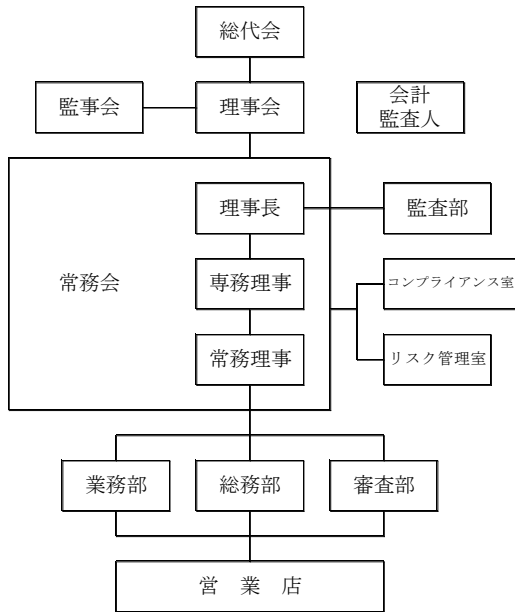 総代会
監事会
理事会
会計
監査人
理事長
監査部
常務会
専務理事
コンプライアンス室
常務理事
リスク管理室
業務部
総務部
審査部
営 業 店